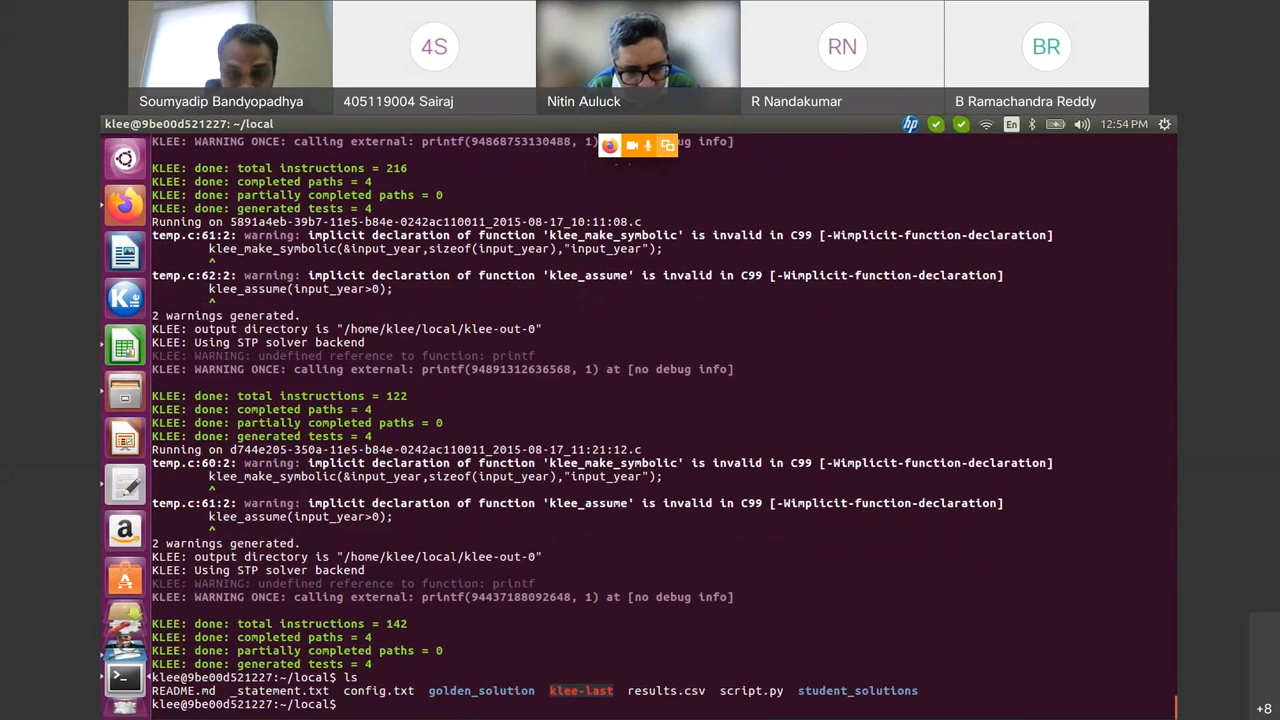 4S
RN
BR
Soumyadip Bandyopadhya
405119004 Sairaj
Nitin Auluck
R Nandakumar
B Ramachandra Reddy
klee@9be00d521227: ~/local
En
12:54 PM
KLEE: WARNING ONCE: calling external: printf(94868753130488, 1) ug info]
KLEE: done: total instructions = 216
KLEE: done: completed paths = 4
KLEE: done: partially completed paths = 0
KLEE: done: generated tests = 4
Running on 5891a4eb-39b7-11e5-b84e-0242ac110011_2015-08-17_10:11:08.c
temp.c:61:2: warning: implicit declaration of function 'klee_make_symbolic' is invalid in C99 [-Wimplicit-function-declaration]
klee_make_symbolic(&input_year,sizeof(input_year),"input_year");
^
temp.c:62:2: warning: implicit declaration of function 'klee_assume' is invalid in C99 [-Wimplicit-function-declaration]
klee_assume(input_year>0);
^
2 warnings generated.
KLEE: output directory is "/home/klee/local/klee-out-0"
KLEE: Using STP solver backend
KLEE: WARNING: undefined reference to function: printf
KLEE: WARNING ONCE: calling external: printf(94891312636568, 1) at [no debug info]
KLEE: done: total instructions = 122
KLEE: done: completed paths = 4
KLEE: done: partially completed paths = 0
KLEE: done: generated tests = 4
Running on d744e205-350a-11e5-b84e-0242ac110011_2015-08-17_11:21:12.c
temp.c:60:2: warning: implicit declaration of function 'klee_make_symbolic' is invalid in C99 [-Wimplicit-function-declaration]
klee_make_symbolic(&input_year,sizeof(input_year),"input_year");
^
temp.c:61:2: warning: implicit declaration of function 'klee_assume' is invalid in C99 [-Wimplicit-function-declaration]
klee_assume(input_year>0);
^
2 warnings generated.
KLEE: output directory is "/home/klee/local/klee-out-0"
KLEE: Using STP solver backend
KLEE: WARNING: undefined reference to function: printf
KLEE: WARNING ONCE: calling external: printf(94437188092648, 1) at [no debug info]
KLEE: done: total instructions = 142
KLEE: done: completed paths = 4
KLEE: done: partially completed paths = 0
KLEE: done: generated tests = 4
klee@9be00d521227:~/local$ ls
README.md _statement.txt config.txt golden_solution klee-last results.csv script.py student_solutions
klee@9be00d521227:~/local$
+8